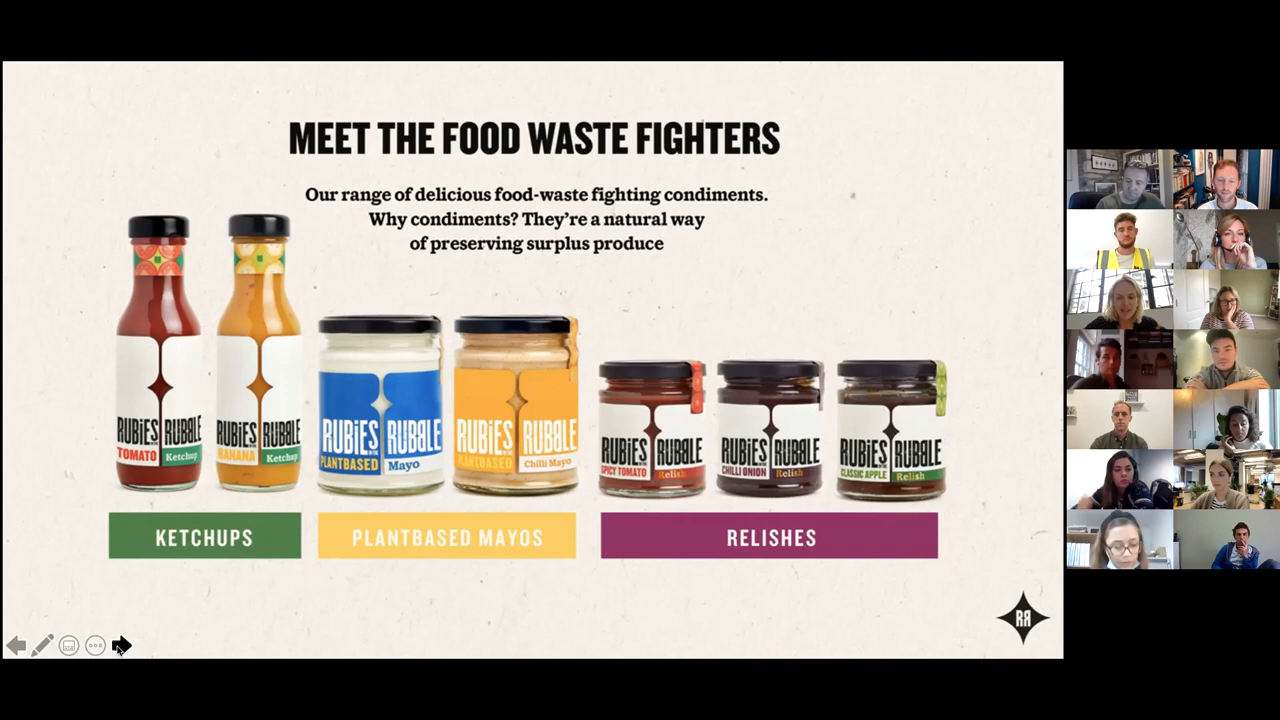 MEET THE FOOD WASTE FIGHTERS
Our range of delicious food-waste fighting condiments.
Why condiments? They're a natural way
of preserving surplus produce
RUBiES RUBBLE
TOMATO Ketchup
RUBiES RUBBLE
BANANA Ketchup
RUBiES RUBBLE
PLANTBASED Mayo
RUBiES RUBBLE
PLANTBASED Chilli Mayo
RUBiES RUBBLE
SPICY TOMATO Relish
RUBiES RUBBLE
CHILLI ONION Relish
RUBiES RUBBLE
CLASSIC APPLE Relish
KETCHUPS
PLANTBASED MAYOS
RELISHES
RR